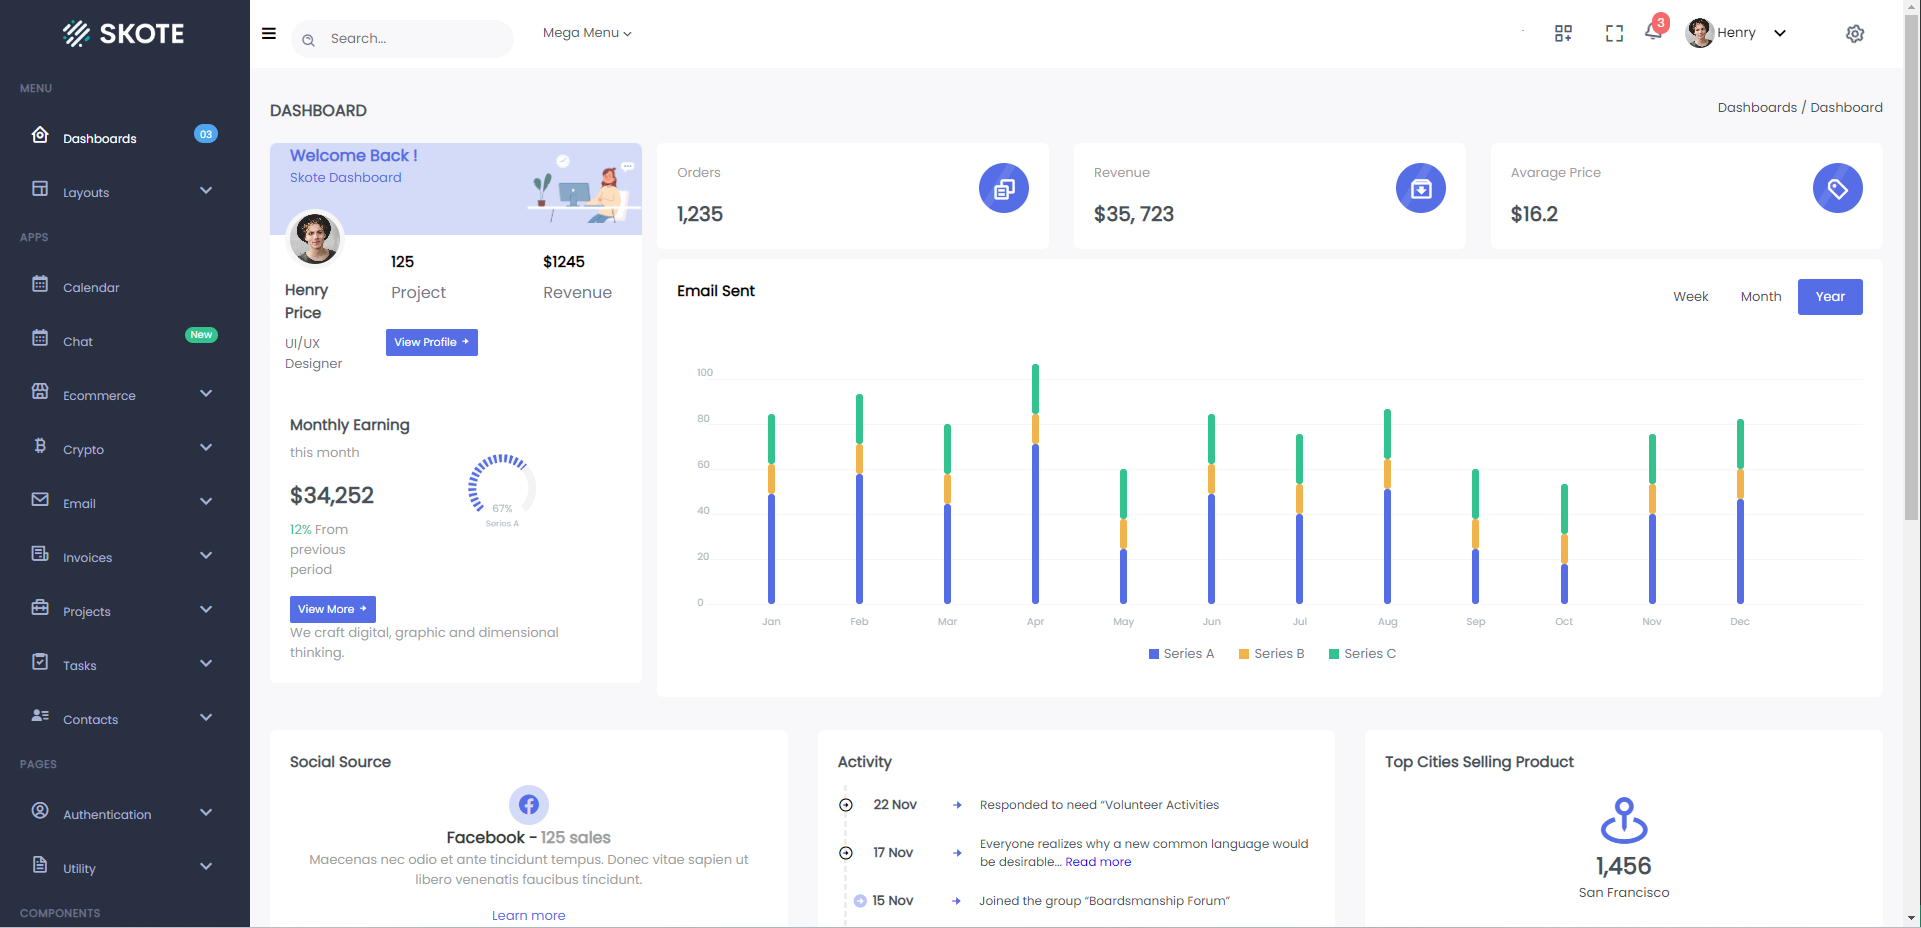 SKOTE
Search...
Mega Menu
3
Henry
MENU
Dashboards
03
Layouts
APPS
Calendar
Chat
New
Ecommerce
Crypto
Email
Invoices
Projects
Tasks
Contacts
PAGES
Authentication
Utility
COMPONENTS
DASHBOARD
Dashboards / Dashboard
Welcome Back !
Skote Dashboard
Henry
Price
UI/UX
Designer
125
Project
$1245
Revenue
View Profile
Monthly Earning
this month
$34,252
12% From
previous
period
67%
Series A
View More
We craft digital, graphic and dimensional
thinking.
Orders
1,235
Revenue
$35, 723
Avarage Price
$16.2
Email Sent
Week
Month
Year
100
80
60
40
20
0
Jan
Feb
Mar
Apr
May
Jun
Jul
Aug
Sep
Oct
Nov
Dec
Series A
Series B
Series C
Social Source
Facebook - 125 sales
Maecenas nec odio et ante tincidunt tempus. Donec vitae sapien ut
libero venenatis faucibus tincidunt.
Learn more
Activity
22 Nov
Responded to need “Volunteer Activities
17 Nov
Everyone realizes why a new common language would
be desirable... Read more
15 Nov
Joined the group “Boardsmanship Forum”
Top Cities Selling Product
1,456
San Francisco